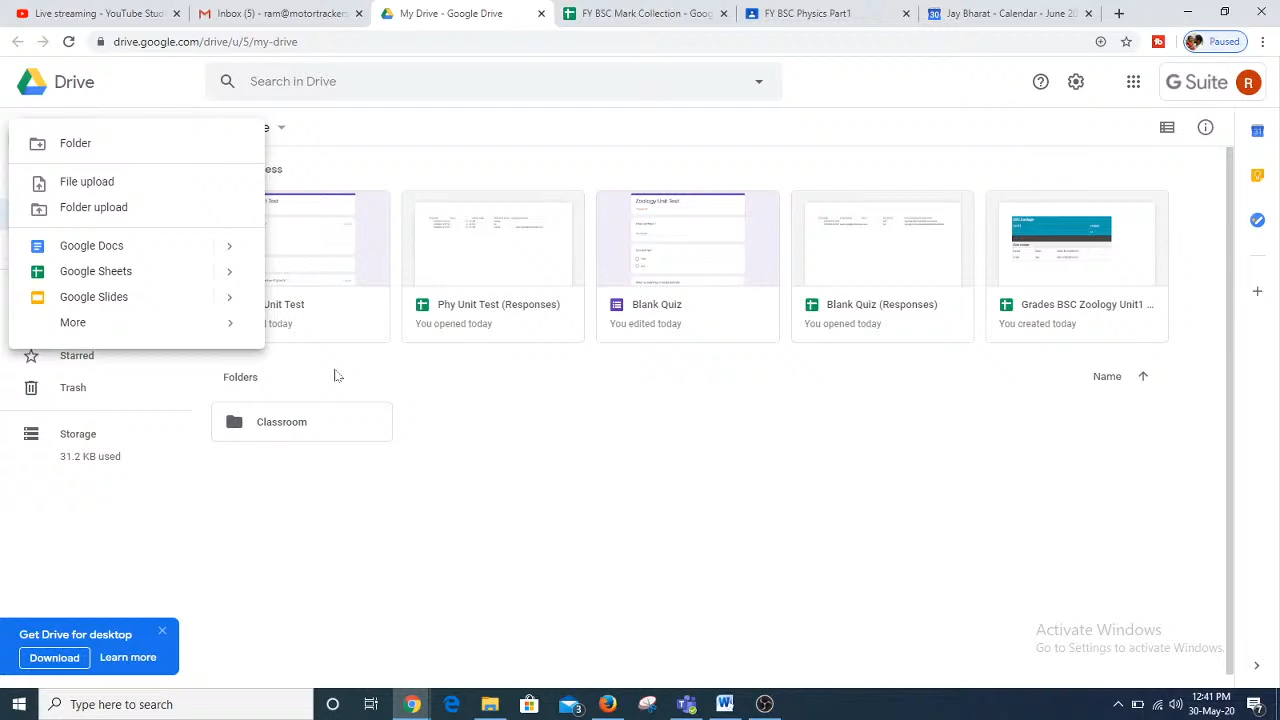 Live streaming - YouTube Studi
Inbox (5) - ram@motortracker
My Drive - Google Drive
FY BSC Mark Collection - Goog
FY BSC Physics Part1
Jay Bharat - Calendar - June 20
drive.google.com/drive/u/5/my-drive
Paused
Drive
Search in Drive
G Suite
R
Folder
File upload
Folder upload
Google Docs
Google Sheets
Google Slides
More
Starred
Trash
Storage
31.2 KB used
e
ess
Zoology Unit Test
Unit Test
d today
Phy Unit Test (Responses)
You opened today
Blank Quiz
You edited today
Blank Quiz (Responses)
You opened today
BSC Zoology
Grades BSC Zoology Unit1 ...
You created today
Folders
Name
Classroom
Get Drive for desktop
Download
Learn more
Activate Windows
Go to Settings to activate Windows.
Type here to search
12:41 PM
30-May-20